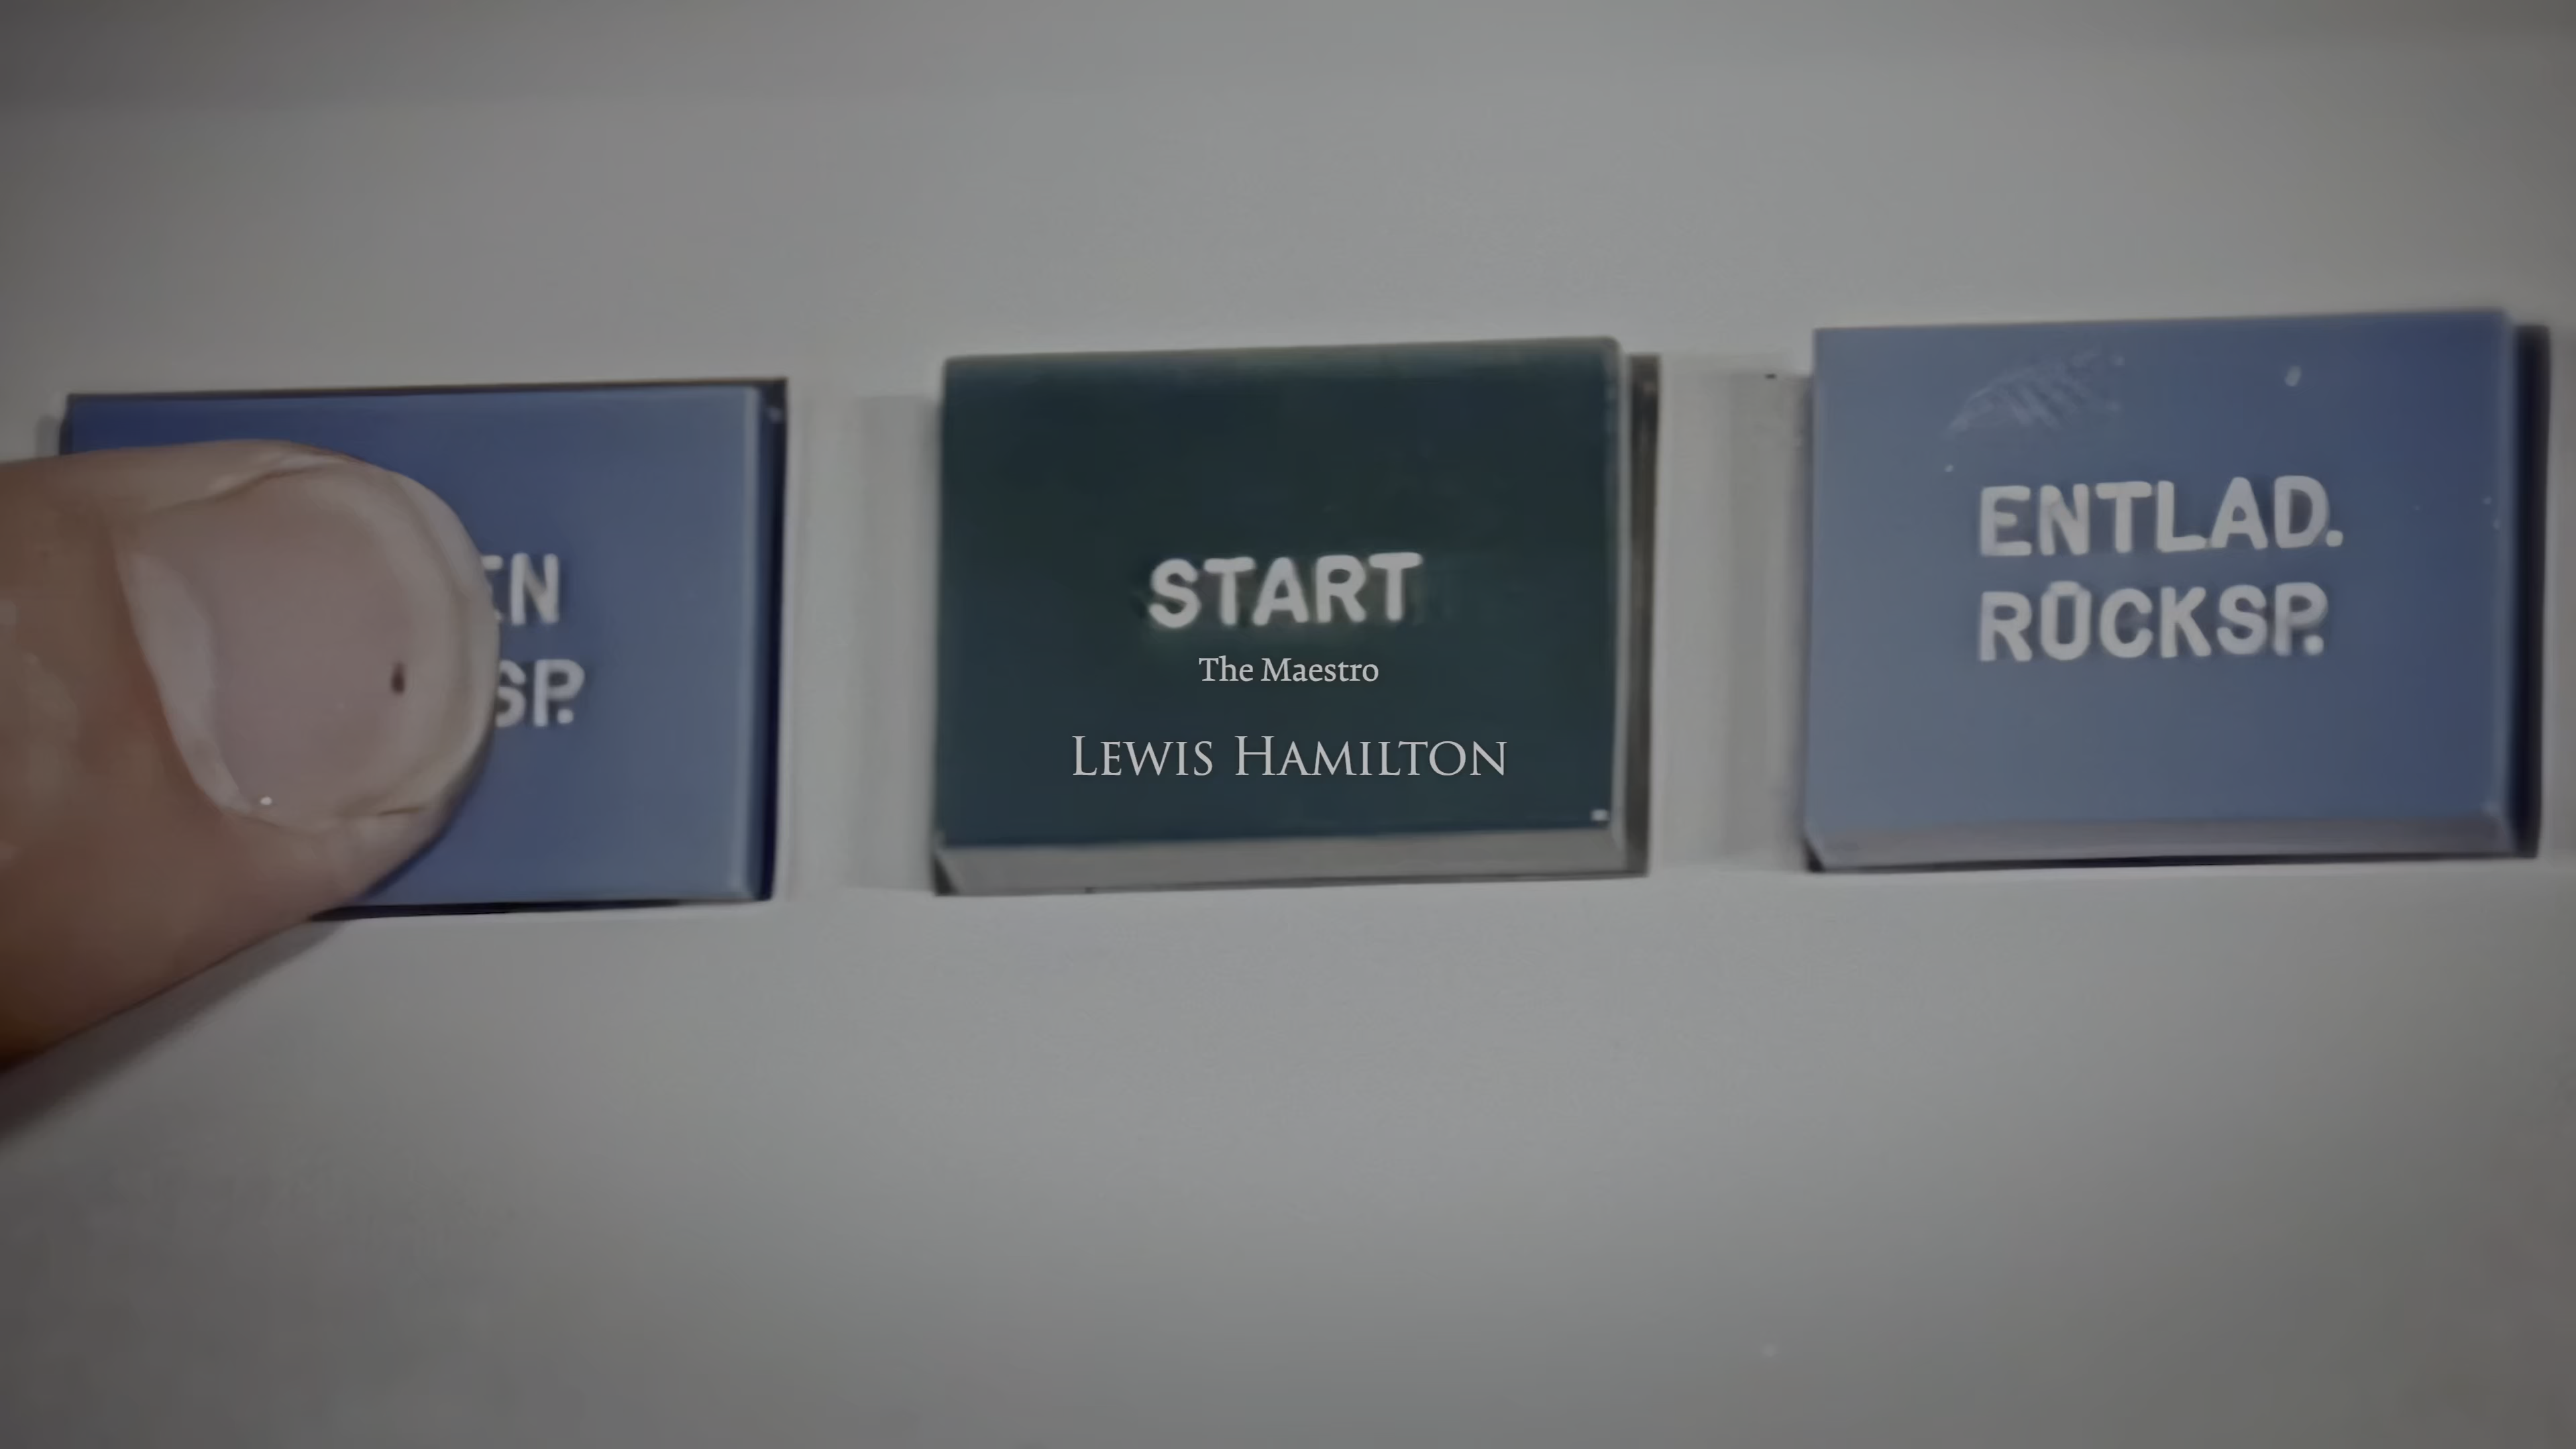 START
The Maestro
LEWIS HAMILTON
ENTLAD.
RÜCKSP.